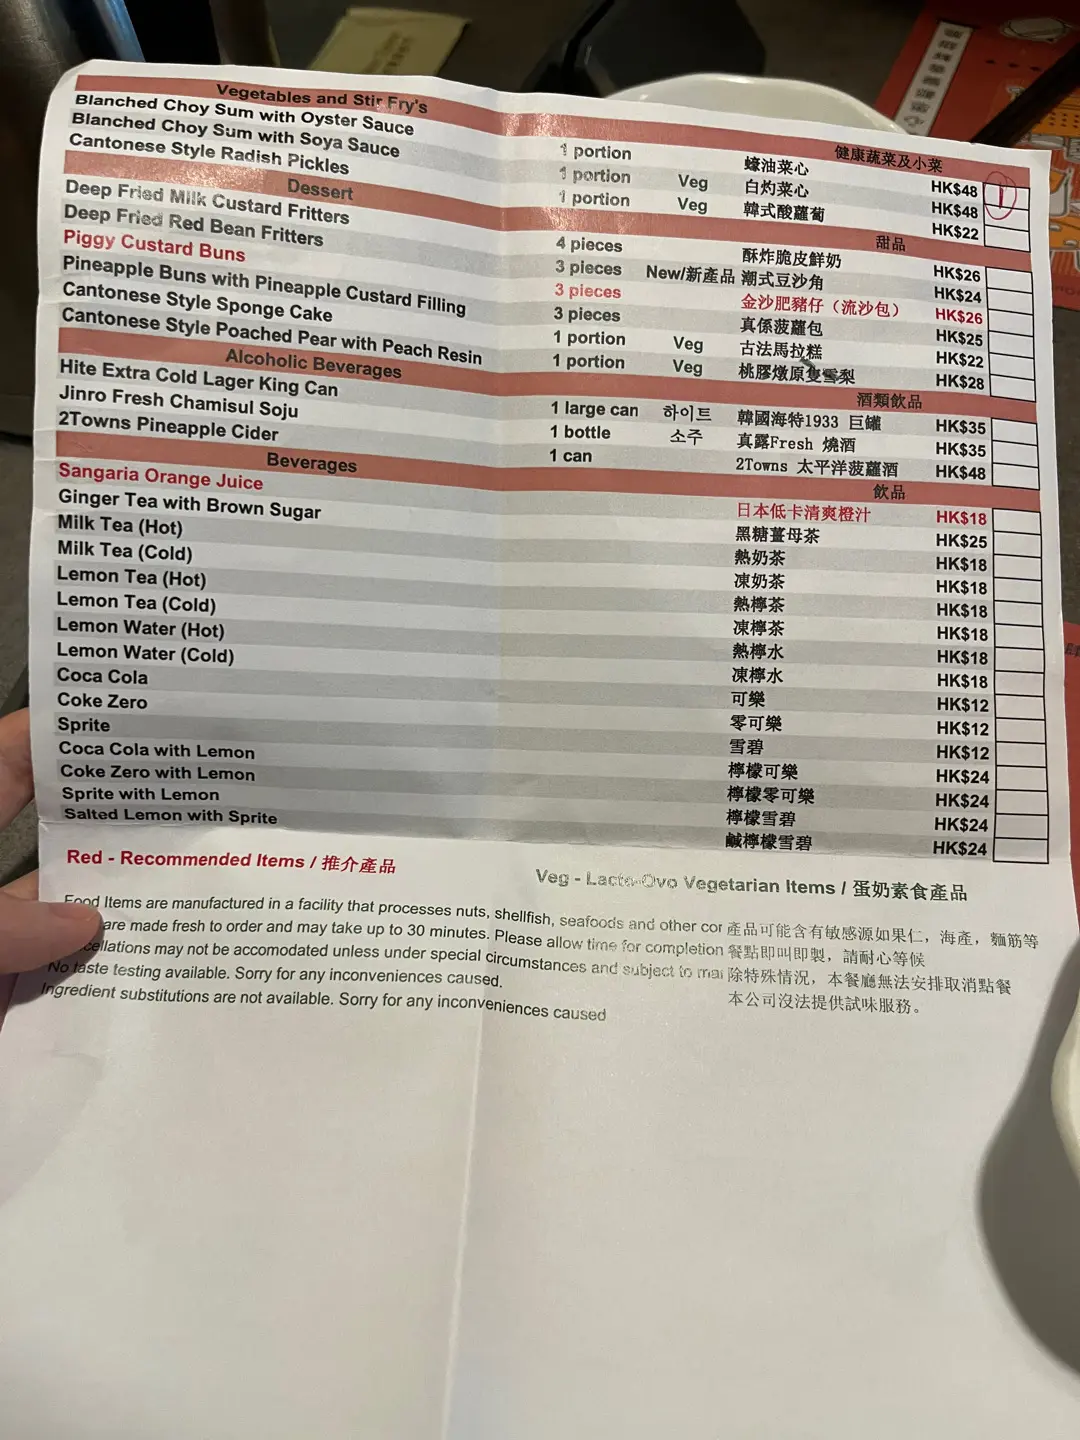 Vegetables and Stir Fry's 健康蔬菜及小菜
Blanched Choy Sum with Oyster Sauce 1 portion 蠔油菜心 HK$48 1
Blanched Choy Sum with Soya Sauce 1 portion Veg 白灼菜心 HK$48
Cantonese Style Radish Pickles 1 portion Veg 韓式酸蘿蔔 HK$22
Dessert 甜品
Deep Fried Milk Custard Fritters 4 pieces 酥炸脆皮鮮奶 HK$26
Deep Fried Red Bean Fritters 3 pieces New/新產品 潮式豆沙角 HK$24
Piggy Custard Buns 3 pieces 金沙肥豬仔（流沙包） HK$26
Pineapple Buns with Pineapple Custard Filling 3 pieces 真係菠蘿包 HK$25
Cantonese Style Sponge Cake 1 portion Veg 古法馬拉糕 HK$22
Cantonese Style Poached Pear with Peach Resin 1 portion Veg 桃膠燉原隻雪梨 HK$28
Alcoholic Beverages 酒類飲品
Hite Extra Cold Lager King Can 1 large can 하이트 韓國海特1933 巨罐 HK$35
Jinro Fresh Chamisul Soju 1 bottle 소주 真露Fresh 燒酒 HK$35
2Towns Pineapple Cider 1 can 2Towns 太平洋菠蘿酒 HK$48
Beverages 飲品
Sangaria Orange Juice 日本低卡清爽橙汁 HK$18
Ginger Tea with Brown Sugar 黑糖薑母茶 HK$25
Milk Tea (Hot) 熱奶茶 HK$18
Milk Tea (Cold) 凍奶茶 HK$18
Lemon Tea (Hot) 熱檸茶 HK$18
Lemon Tea (Cold) 凍檸茶 HK$18
Lemon Water (Hot) 熱檸水 HK$18
Lemon Water (Cold) 凍檸水 HK$18
Coca Cola 可樂 HK$12
Coke Zero 零可樂 HK$12
Sprite 雪碧 HK$12
Coca Cola with Lemon 檸檬可樂 HK$24
Coke Zero with Lemon 檸檬零可樂 HK$24
Sprite with Lemon 檸檬雪碧 HK$24
Salted Lemon with Sprite 鹹檸檬雪碧 HK$24
Red - Recommended Items / 推介產品 Veg - Lacto-Ovo Vegetarian Items / 蛋奶素食產品
Food Items are manufactured in a facility that processes nuts, shellfish, seafoods and other cor 產品可能含有敏感源如果仁，海產，麵筋等
are made fresh to order and may take up to 30 minutes. Please allow time for completion 餐點即叫即製，請耐心等候
cellations may not be accomodated unless under special circumstances and subject to mai 除特殊情況，本餐廳無法安排取消點餐
No taste testing available. Sorry for any inconveniences caused. 本公司沒法提供試味服務。
Ingredient substitutions are not available. Sorry for any inconveniences caused